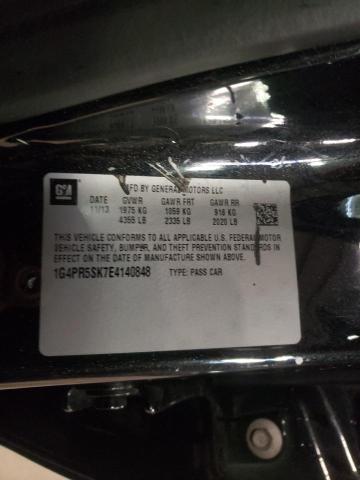 GM
MFD BY GENERAL MOTORS LLC
DATE GVWR GAWR FRT GAWR RR
11/13 1975 KG 1059 KG 916 KG
4355 LB 2335 LB 2020 LB
THIS VEHICLE CONFORMS TO ALL APPLICABLE U.S. FEDERAL MOTOR
VEHICLE SAFETY, BUMPER, AND THEFT PREVENTION STANDARDS IN
EFFECT ON THE DATE OF MANUFACTURE SHOWN ABOVE.
1G4PR5SK7E4140848 TYPE: PASS CAR